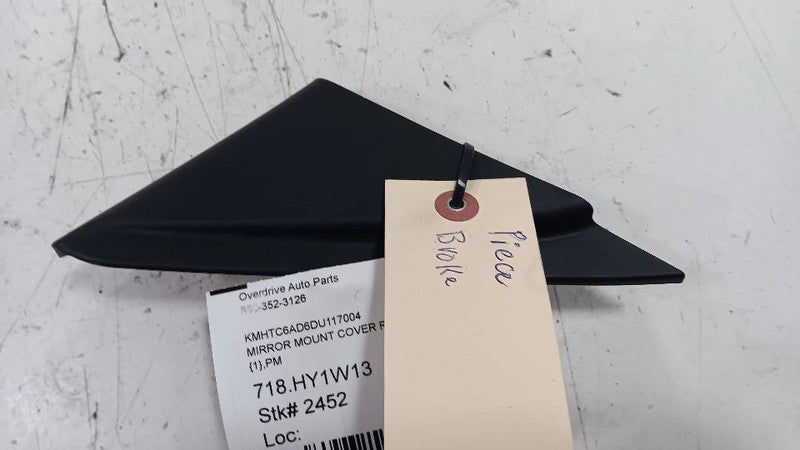 Overdrive Auto Parts
352-3126
KMHTC6AD6DU117004
MIRROR MOUNT COVER
{1},PM
718.HY1W13
Stk# 2452
Loc:
Piece
Broke